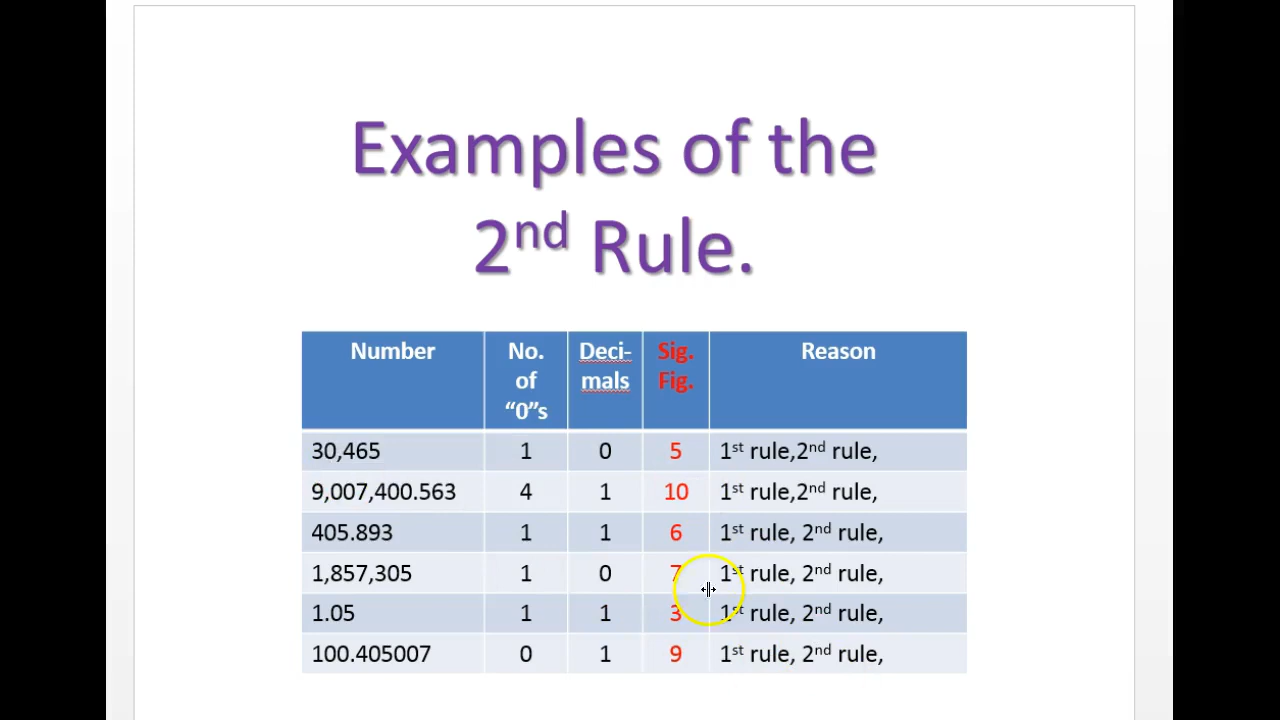 Examples of the
2nd Rule.
Number No. of "0"s Deci-mals Sig. Fig. Reason
30,465 1 0 5 1st rule,2nd rule,
9,007,400.563 4 1 10 1st rule,2nd rule,
405.893 1 1 6 1st rule, 2nd rule,
1,857,305 1 0 7 1st rule, 2nd rule,
1.05 1 1 3 1st rule, 2nd rule,
100.405007 0 1 9 1st rule, 2nd rule,